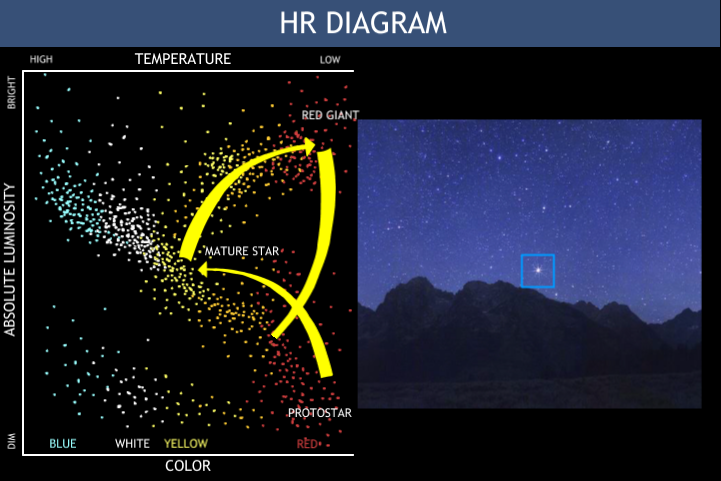 HR DIAGRAM
TEMPERATURE
HIGH
LOW
BRIGHT
RED GIANT
ABSOLUTE LUMINOSITY
MATURE STAR
PROTOSTAR
DIM
BLUE
WHITE
YELLOW
RED
COLOR